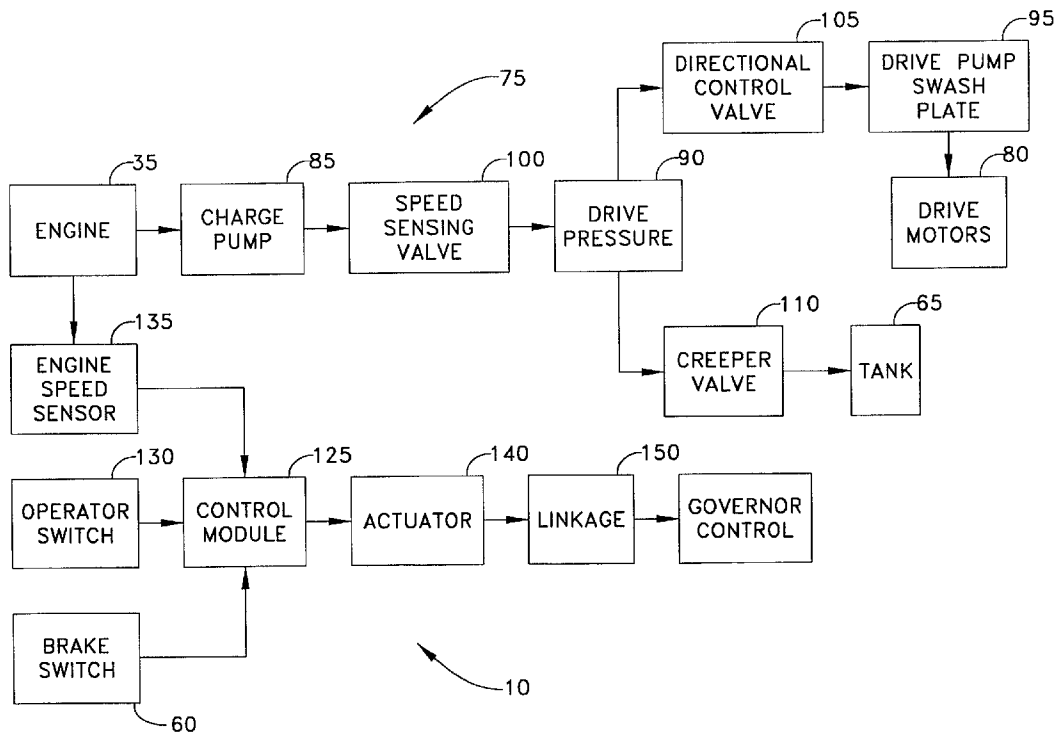 105
95
DIRECTIONAL
CONTROL
VALVE
DRIVE PUMP
SWASH
PLATE
75
35
85
100
90
80
ENGINE
CHARGE
PUMP
SPEED
SENSING
VALVE
DRIVE
PRESSURE
DRIVE
MOTORS
135
110
65
ENGINE
SPEED
SENSOR
CREEPER
VALVE
TANK
130
125
140
150
OPERATOR
SWITCH
CONTROL
MODULE
ACTUATOR
LINKAGE
GOVERNOR
CONTROL
BRAKE
SWITCH
10
60